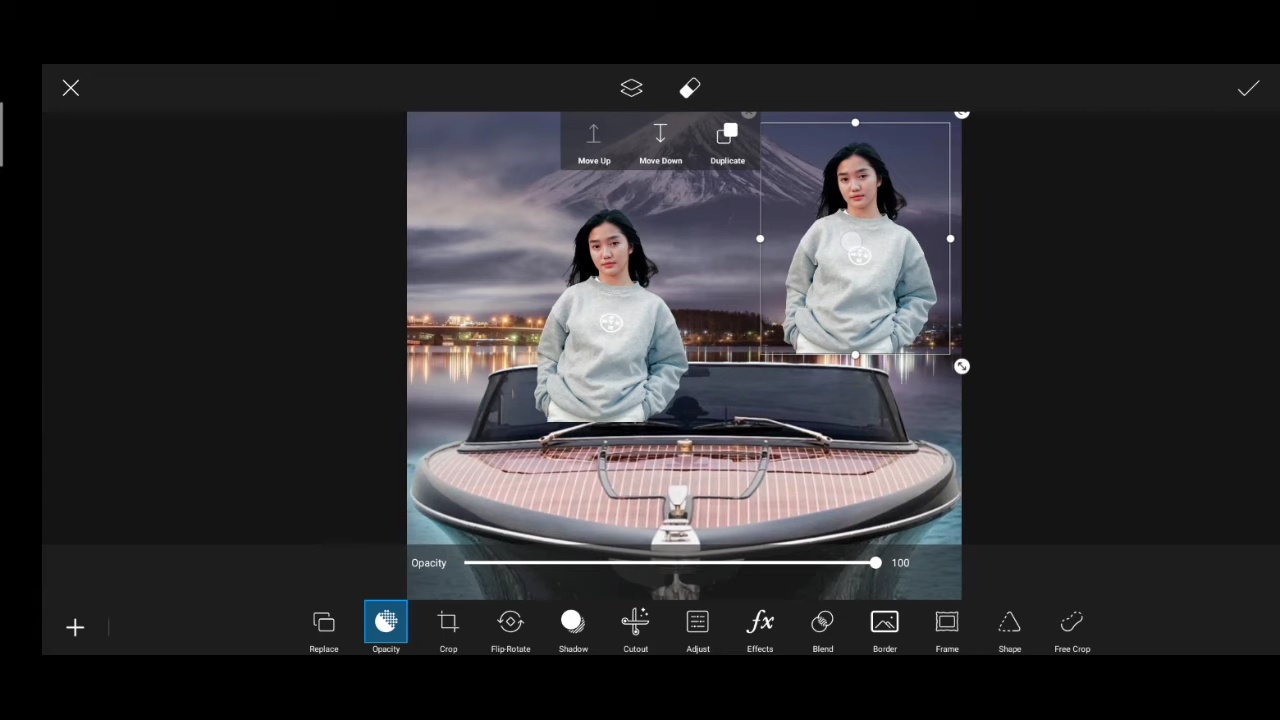 Move Up Move Down Duplicate
Opacity 100
Replace Opacity Crop Flip-Rotate Shadow Cutout Adjust fx Effects Blend Border Frame Shape Free Crop